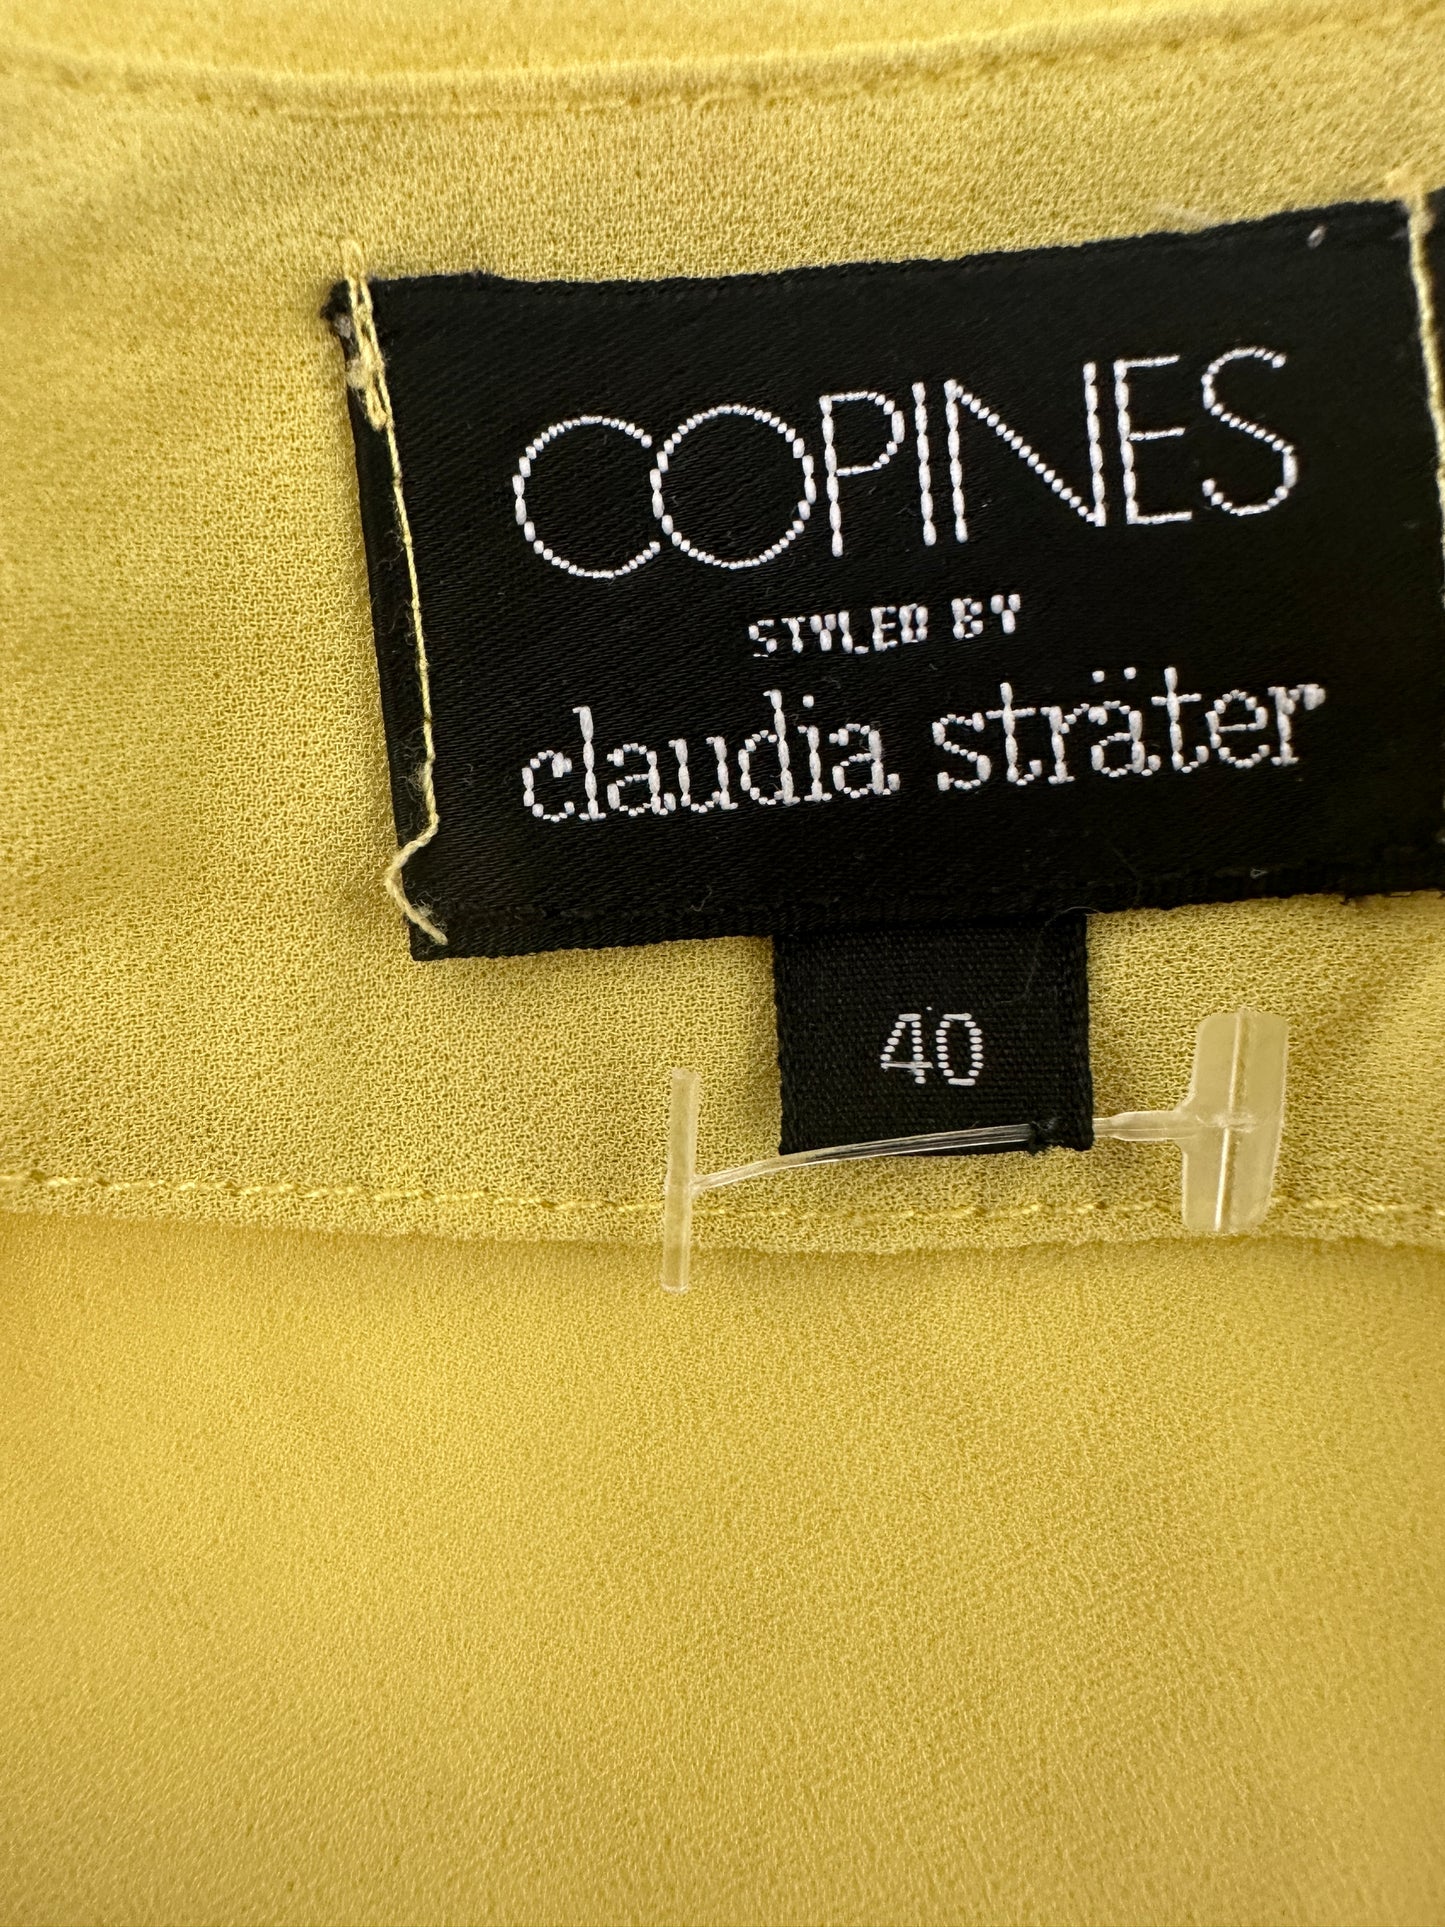 COPINES
STYLED BY
claudia sträter
40